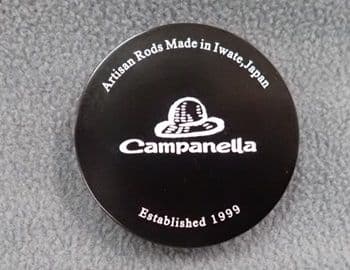 Artisan Rods Made in Iwate,Japan
Campanella
Established 1999